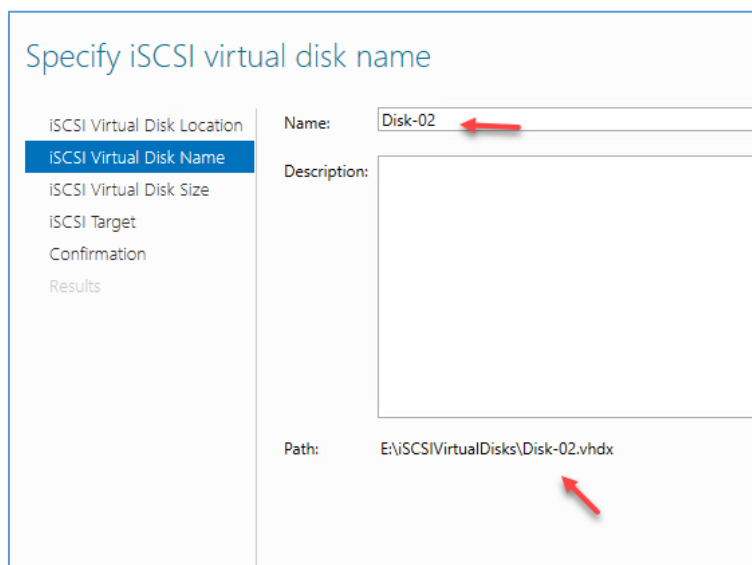 Specify iSCSI virtual disk name
iSCSI Virtual Disk Location
iSCSI Virtual Disk Name
iSCSI Virtual Disk Size
iSCSI Target
Confirmation
Results
Name:
Disk-02
Description:
Path:
E:\iSCSIVirtualDisks\Disk-02.vhdx